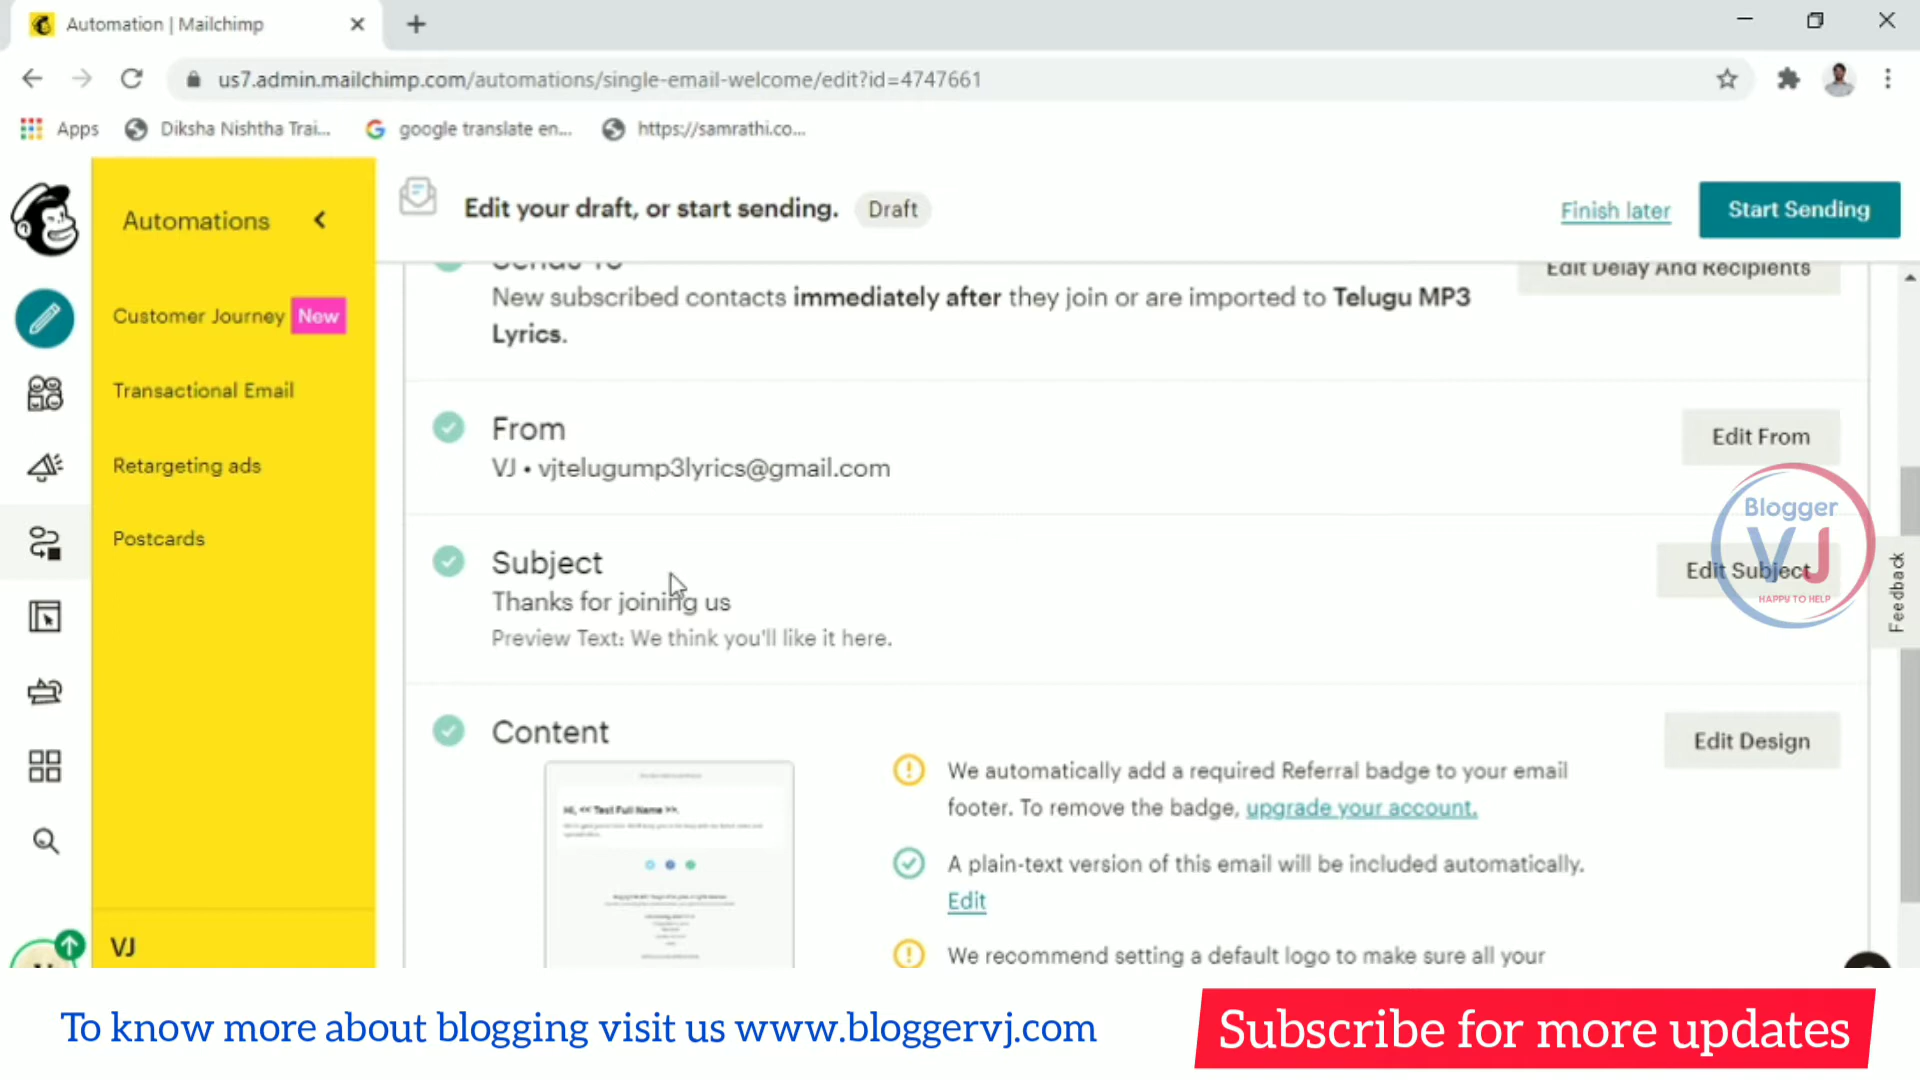 Automation | Mailchimp
us7.admin.mailchimp.com/automations/single-email-welcome/edit?id=4747661
Apps
Diksha Nishtha Trai...
google translate en...
https://samrathi.co...
Automations
Customer Journey New
Transactional Email
Retargeting ads
Postcards
VJ
Edit your draft, or start sending. Draft
Finish later
Start Sending
Sends To
Edit Delay And Recipients
New subscribed contacts immediately after they join or are imported to Telugu MP3
Lyrics.
From
VJ • vjtelugump3lyrics@gmail.com
Edit From
Subject
Thanks for joining us
Preview Text: We think you'll like it here.
Edit Subject
Blogger
VJ
HAPPY TO HELP
Feedback
Content
Edit Design
Hi, << Test Full Name >>.
We automatically add a required Referral badge to your email
footer. To remove the badge, upgrade your account.
A plain-text version of this email will be included automatically.
Edit
We recommend setting a default logo to make sure all your
To know more about blogging visit us www.bloggervj.com
Subscribe for more updates